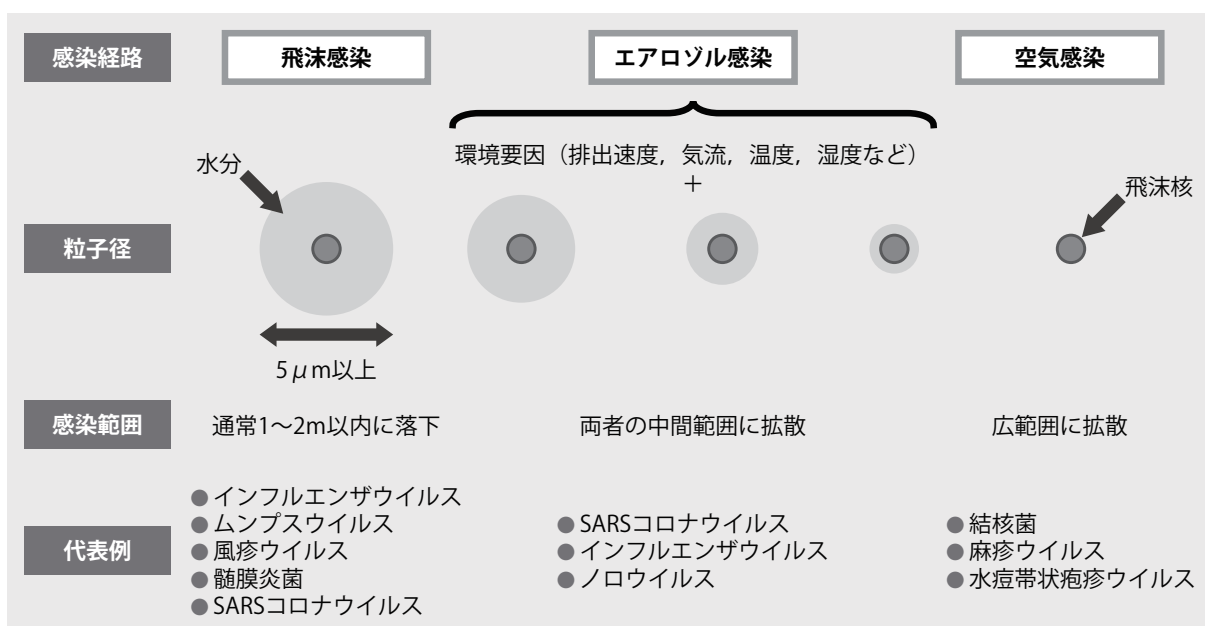 感染経路
飛沫感染
エアロゾル感染
空気感染
環境要因（排出速度，気流，温度，湿度など）
＋
水分
飛沫核
粒子径
5μm以上
感染範囲
通常1～2m以内に落下
両者の中間範囲に拡散
広範囲に拡散
代表例
●インフルエンザウイルス
●ムンプスウイルス
●風疹ウイルス
●髄膜炎菌
●SARSコロナウイルス
●SARSコロナウイルス
●インフルエンザウイルス
●ノロウイルス
●結核菌
●麻疹ウイルス
●水痘帯状疱疹ウイルス